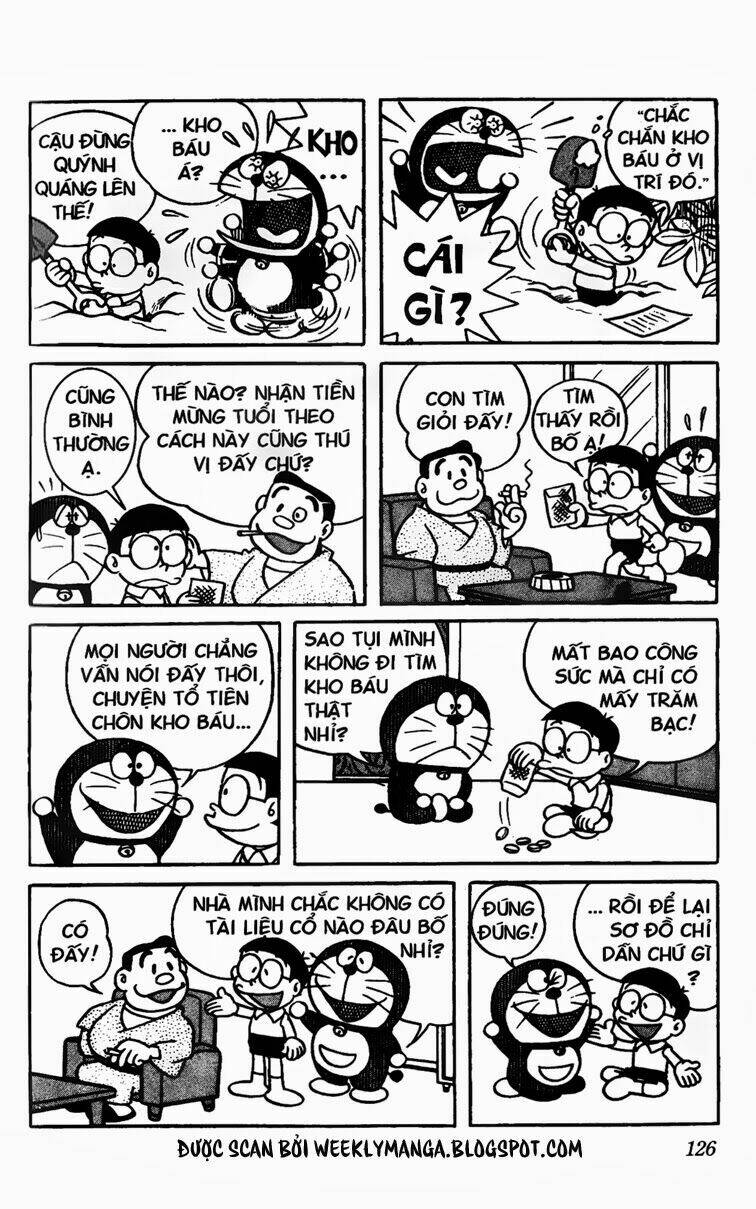 "CHẮC
CHẮN KHO
BÁU Ở VỊ
TRÍ ĐÓ."
CÁI
GÌ?
KHO
...
... KHO
BÁU
Á?
CẬU ĐỪNG
QUÝNH
QUÁNG LÊN
THẾ!
TÌM
THẤY RỒI
BỐ Ạ!
CON TÌM
GIỎI ĐẤY!
THẾ NÀO? NHẬN TIỀN
MỪNG TUỔI THEO
CÁCH NÀY CŨNG THÚ
VỊ ĐẤY CHỨ?
CŨNG
BÌNH
THƯỜNG
Ạ.
MẤT BAO CÔNG
SỨC MÀ CHỈ CÓ
MẤY TRĂM
BẠC!
SAO TỤI MÌNH
KHÔNG ĐI TÌM
KHO BÁU
THẬT
NHỈ?
MỌI NGƯỜI CHẲNG
VẪN NÓI ĐẤY THÔI,
CHUYỆN TỔ TIÊN
CHÔN KHO BÁU...
... RỒI ĐỂ LẠI
SƠ ĐỒ CHỈ
DẪN CHỨ GÌ
?
ĐÚNG
ĐÚNG!
NHÀ MÌNH CHẮC KHÔNG CÓ
TÀI LIỆU CỔ NÀO ĐÂU BỐ
NHỈ?
CÓ
ĐẤY!
ĐƯỢC SCAN BỞI WEEKLYMANGA.BLOGSPOT.COM
126